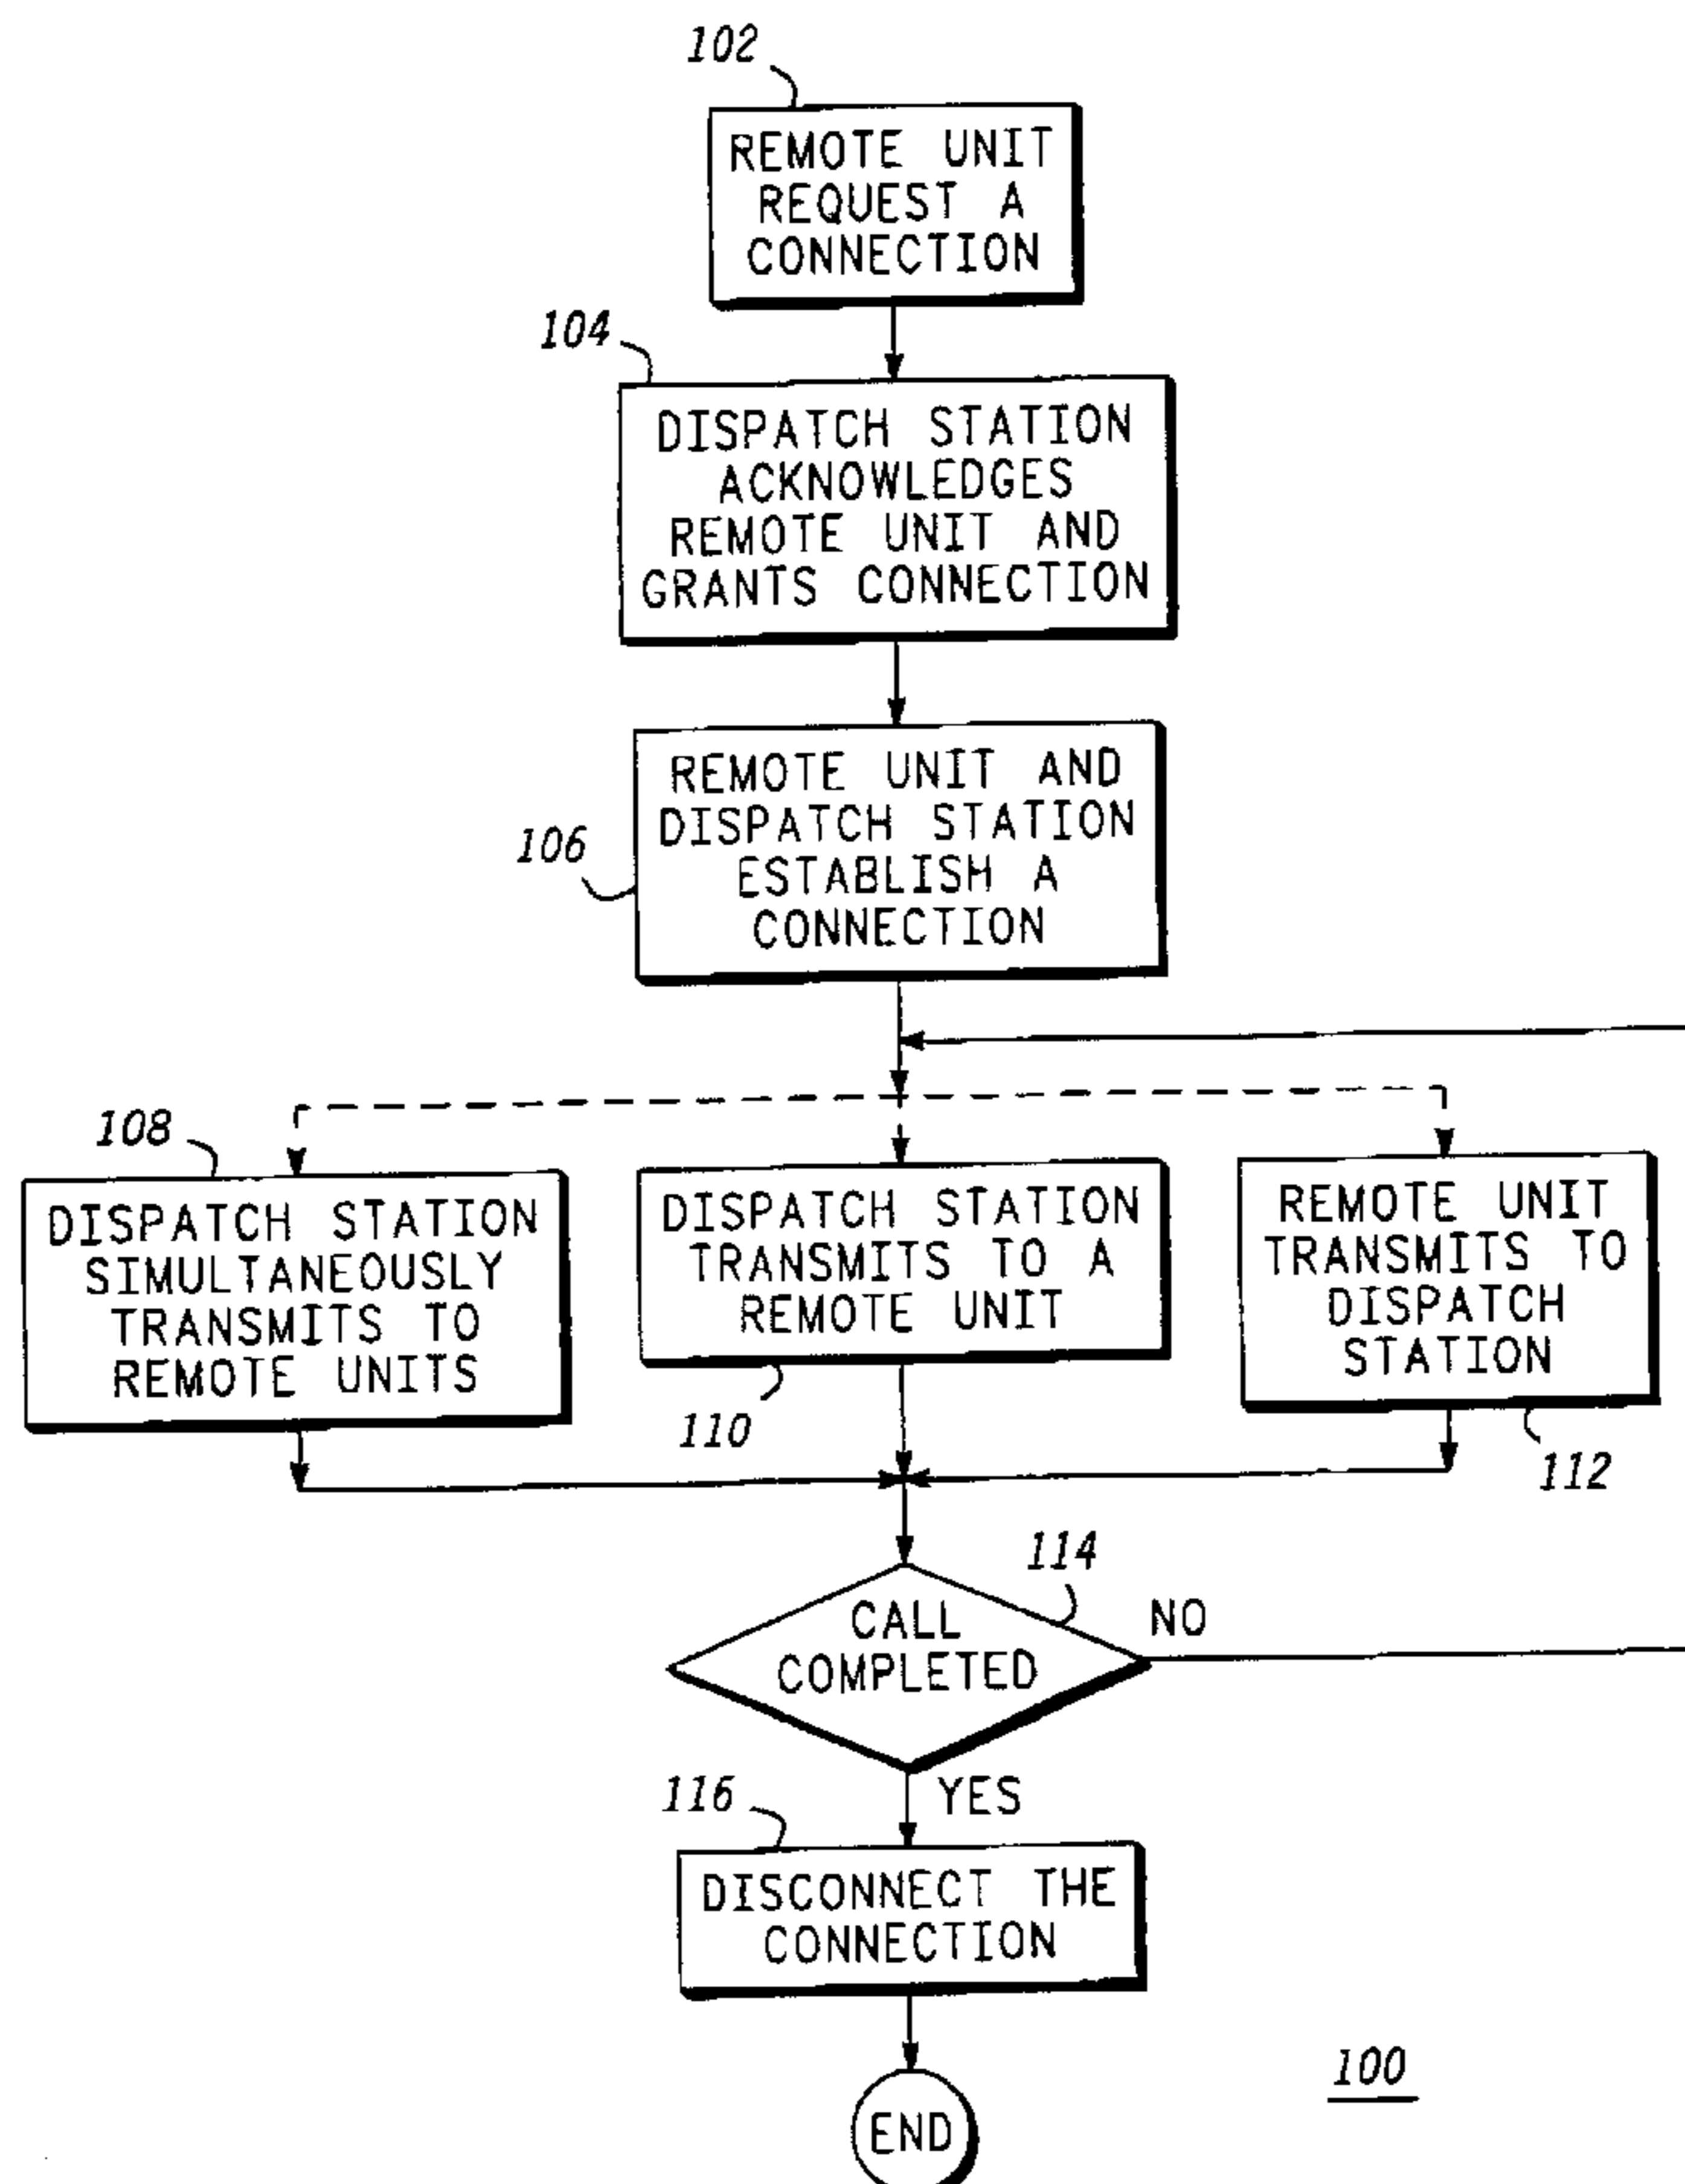 102
REMOTE UNIT
REQUEST A
CONNECTION
104
DISPATCH STATION
ACKNOWLEDGES
REMOTE UNIT AND
GRANTS CONNECTION
106
REMOTE UNIT AND
DISPATCH STATION
ESTABLISH A
CONNECTION
108
DISPATCH STATION
SIMULTANEOUSLY
TRANSMITS TO
REMOTE UNITS
DISPATCH STATION
TRANSMITS TO A
REMOTE UNIT
110
REMOTE UNIT
TRANSMITS TO
DISPATCH
STATION
112
114
CALL
COMPLETED
NO
YES
116
DISCONNECT THE
CONNECTION
END
100